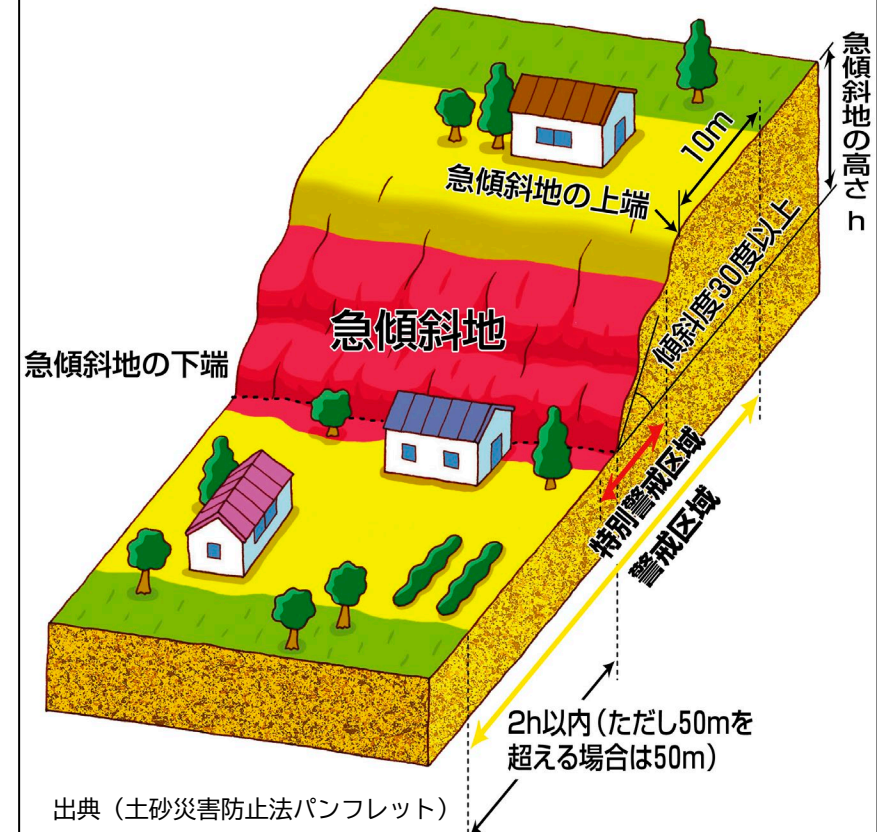 急傾斜地の高さ h
10m
急傾斜地の上端
傾斜度30度以上
急傾斜地
急傾斜地の下端
特別警戒区域
警戒区域
2h以内（ただし50mを
超える場合は50m）
出典（土砂災害防止法パンフレット）